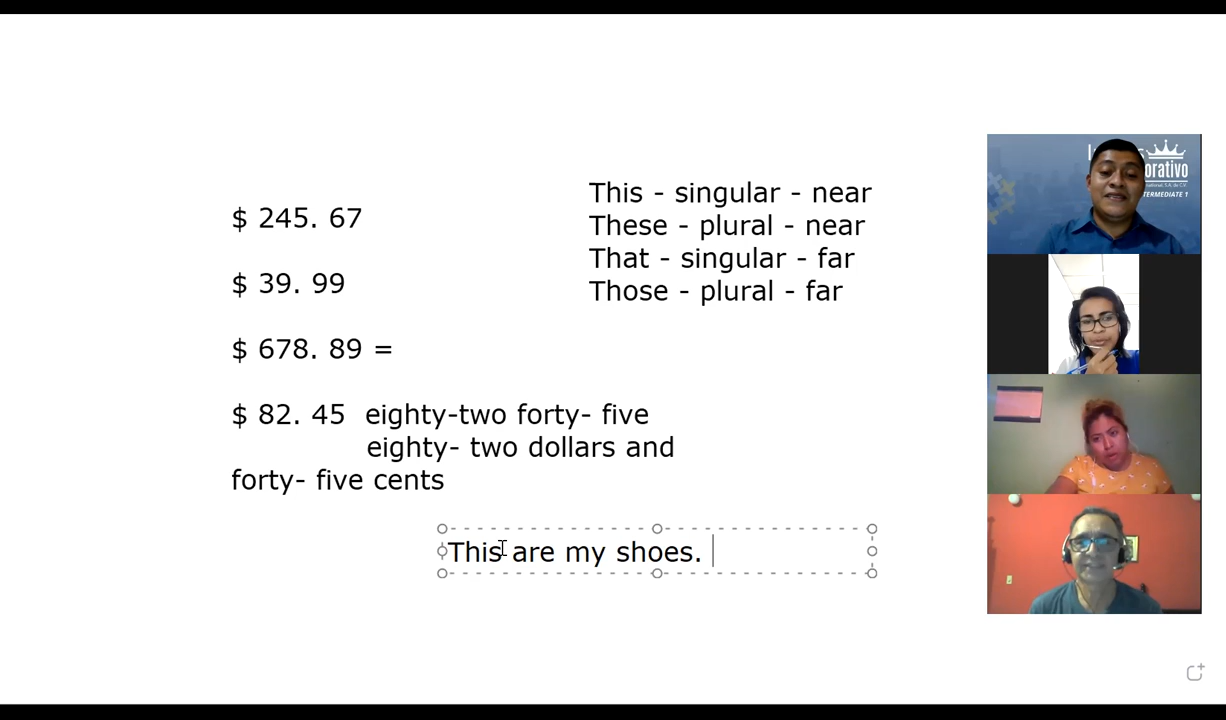 $ 245. 67
$ 39. 99
$ 678. 89 =
$ 82. 45 eighty-two forty- five
eighty- two dollars and
forty- five cents
This - singular - near
These - plural - near
That - singular - far
Those - plural - far
This are my shoes.
orativo
TERMEDIATE 1